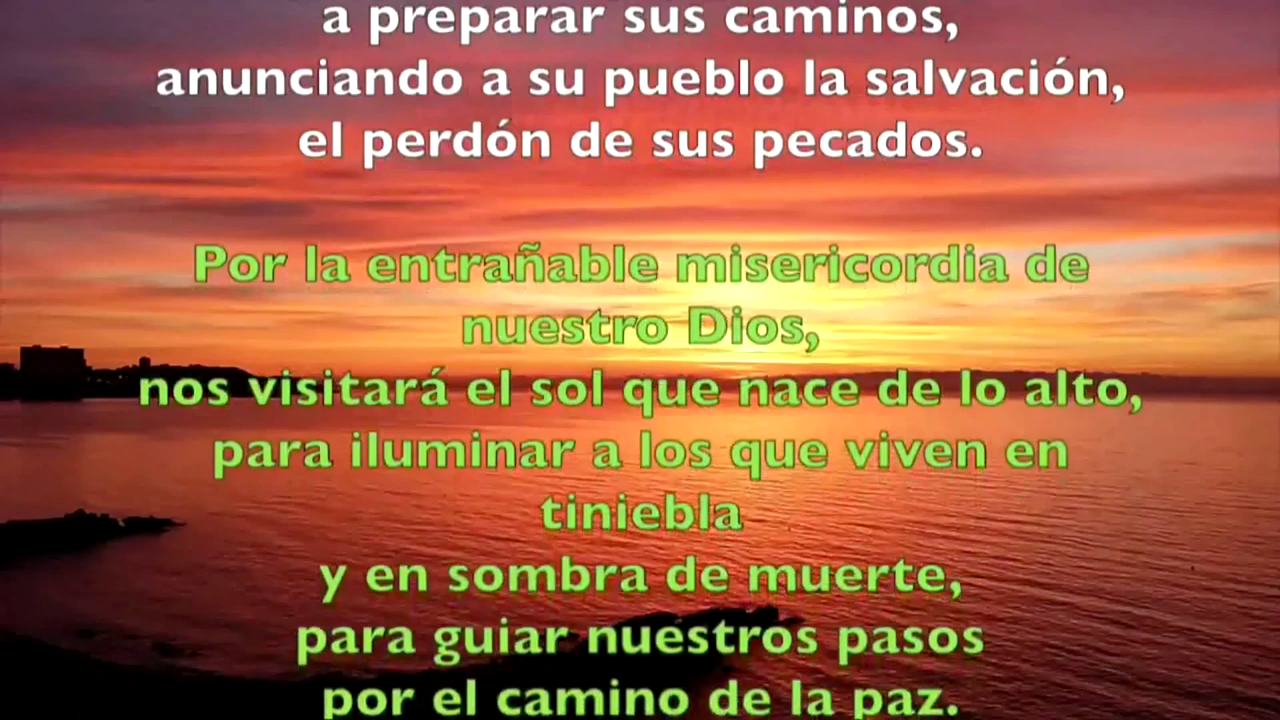 a preparar sus caminos,
anunciando a su pueblo la salvación,
el perdón de sus pecados.
Por la entrañable misericordia de
nuestro Dios,
nos visitará el sol que nace de lo alto,
para iluminar a los que viven en
tiniebla
y en sombra de muerte,
para guiar nuestros pasos
por el camino de la paz.